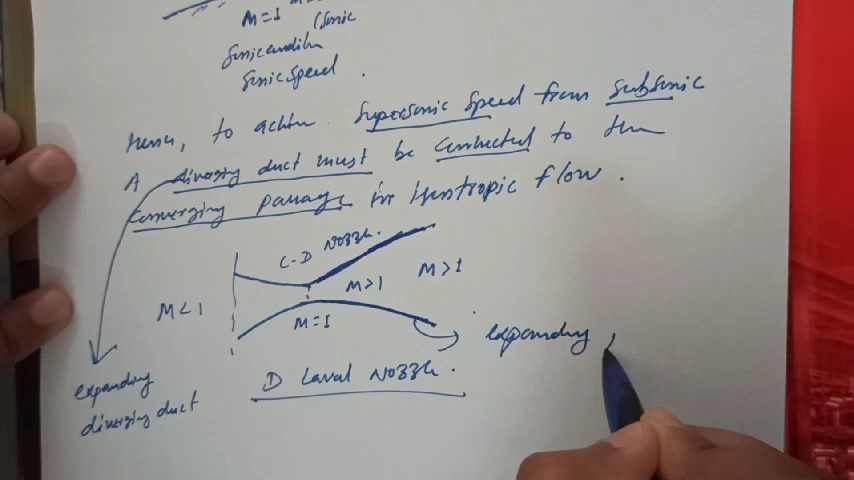 M=1
(Sonic
Sonic condition
Sonic speed.
Hence, to achieve Supersonic Speed from Subsonic
A diverging duct must be connected to the
converging passage for Isentropic flow.
C-D Nozzle.
M<1
M>1
M>1
M=1
expanding,
expanding
diverging duct
D Laval Nozzle.